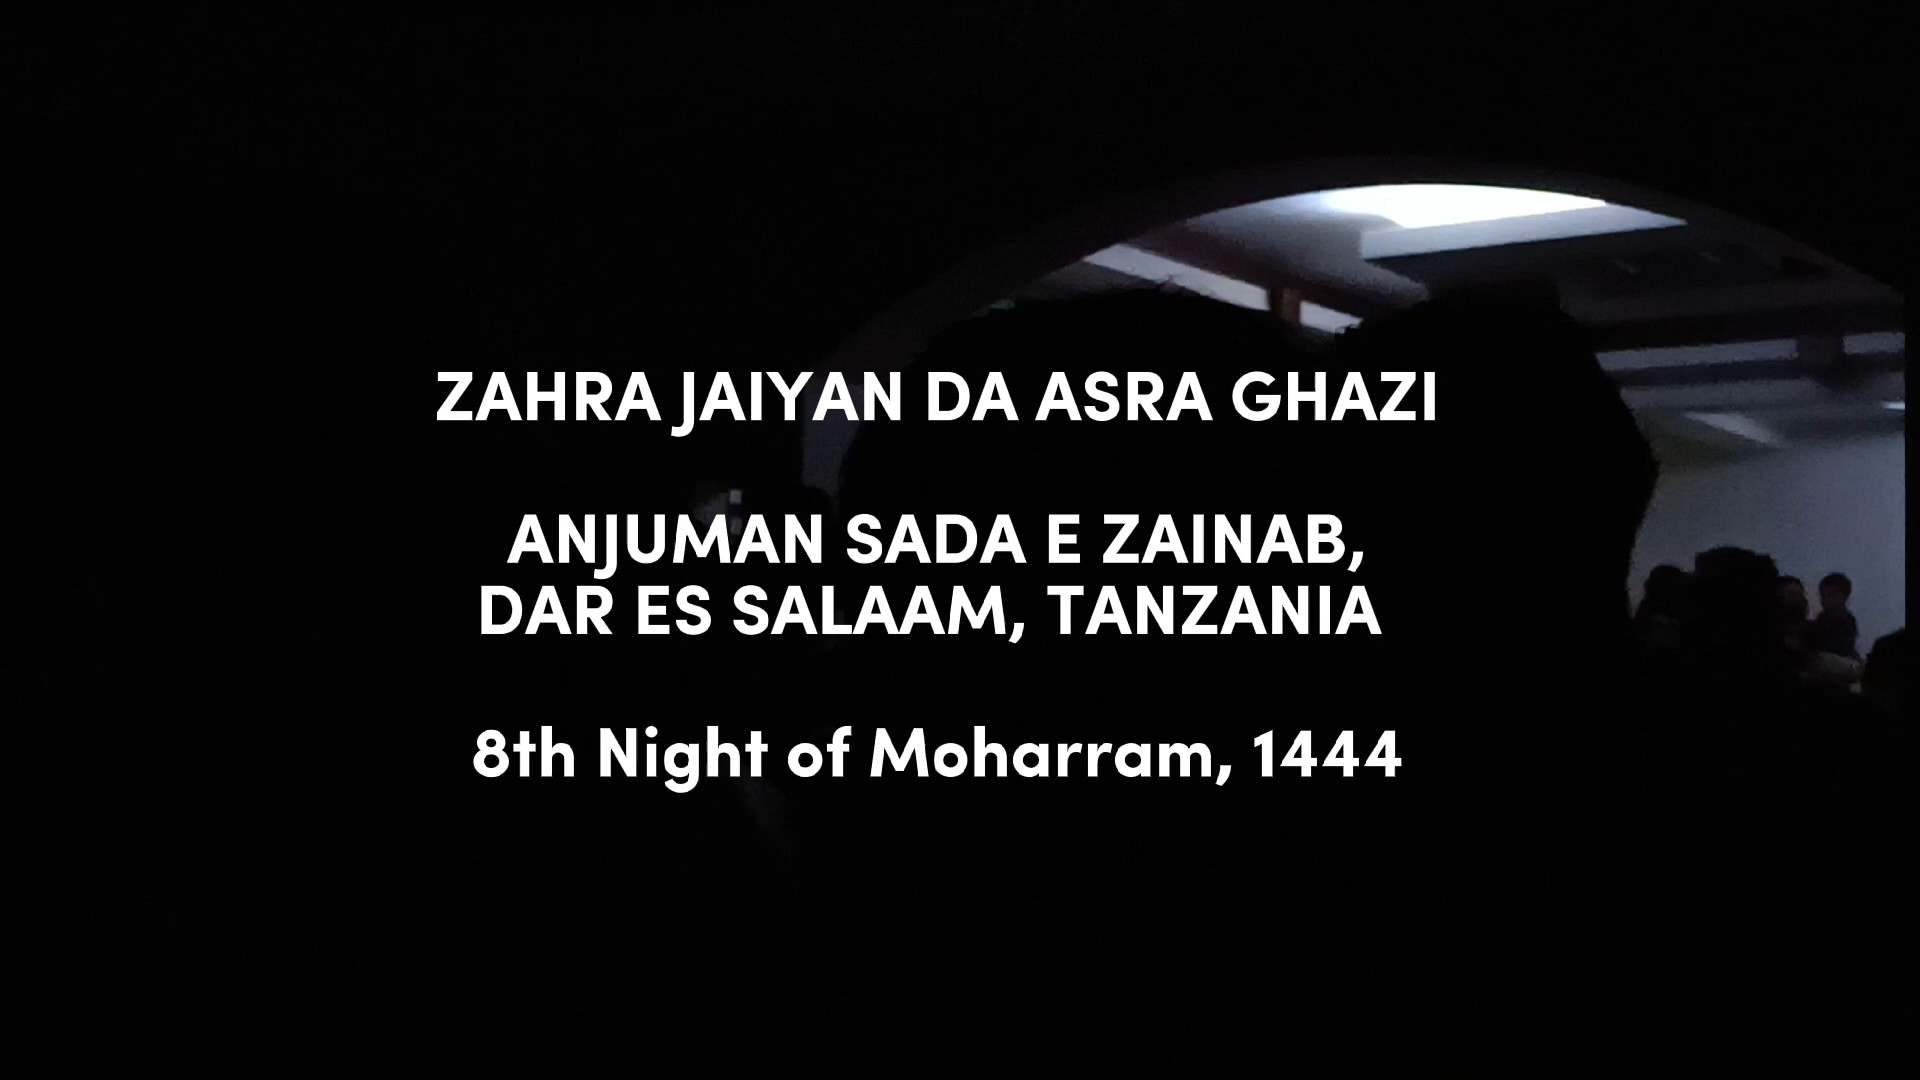 ZAHRA JAIYAN DA ASRA GHAZI
ANJUMAN SADA E ZAINAB,
DAR ES SALAAM, TANZANIA
8th Night of Moharram, 1444